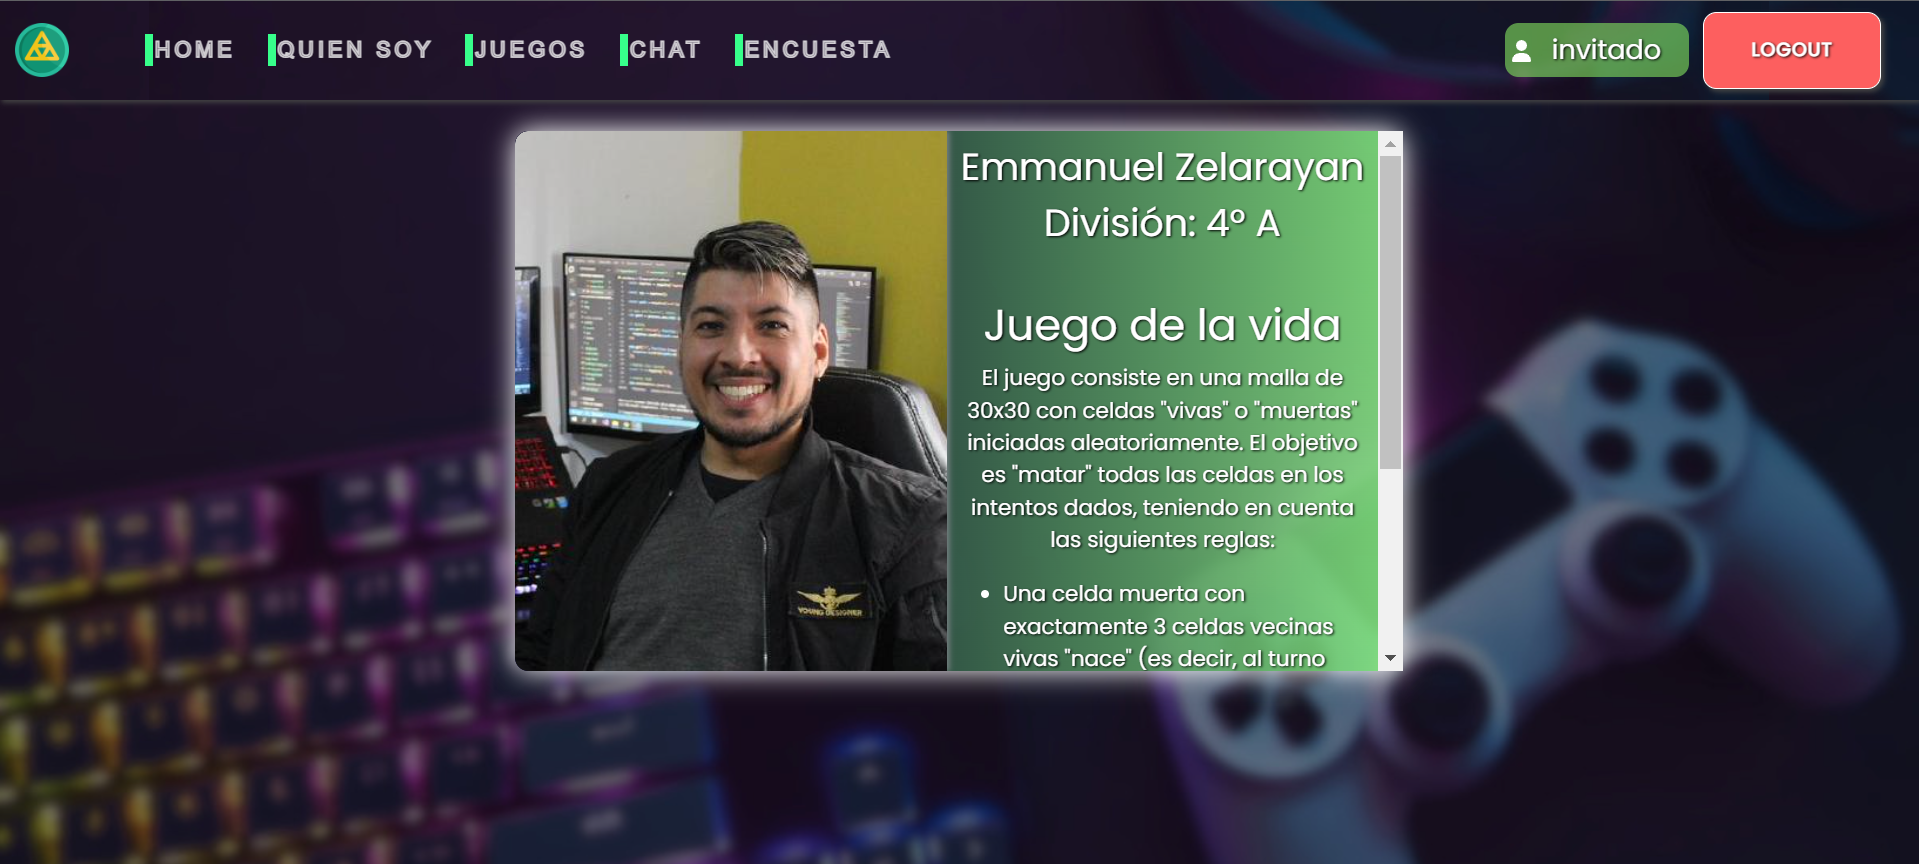 HOME QUIEN SOY JUEGOS CHAT ENCUESTA invitado LOGOUT
Emmanuel Zelarayan
División: 4º A
Juego de la vida
El juego consiste en una malla de
30x30 con celdas "vivas" o "muertas"
iniciadas aleatoriamente. El objetivo
es "matar" todas las celdas en los
intentos dados, teniendo en cuenta
las siguientes reglas:
• Una celda muerta con
exactamente 3 celdas vecinas
vivas "nace" (es decir, al turno
YOUNG DESIGNER